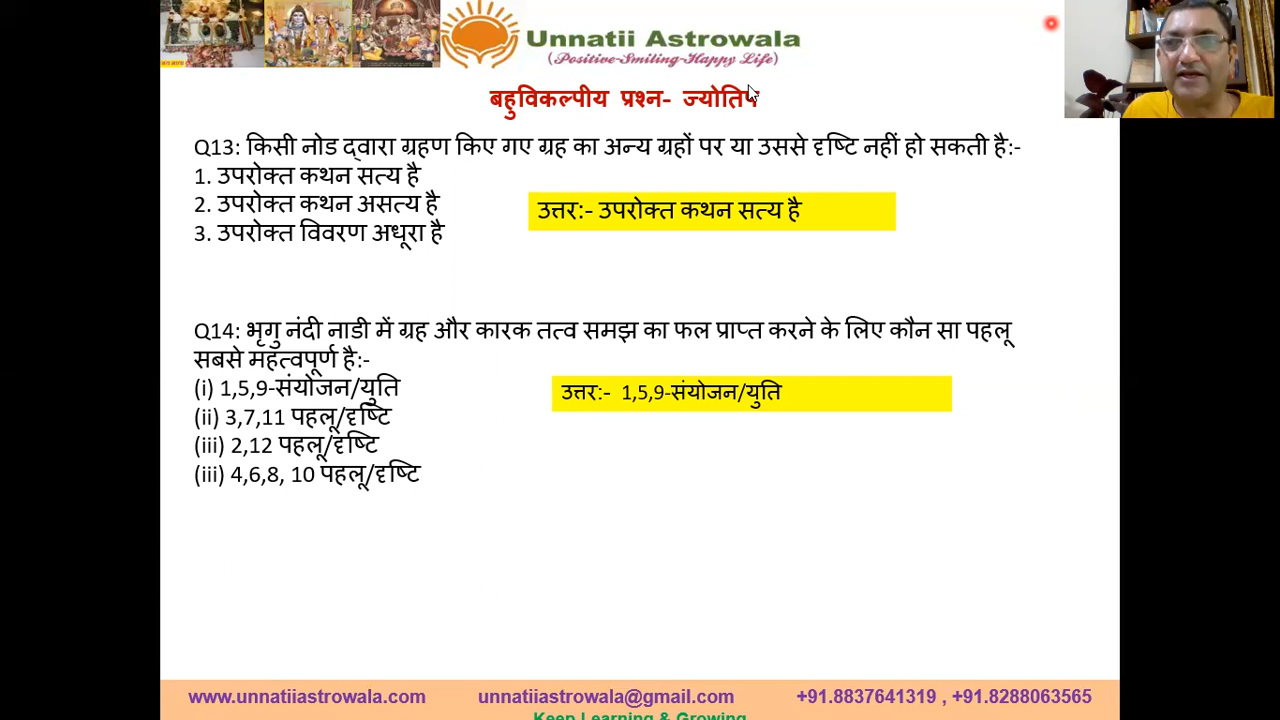 Unnatii Astrowala
(Positive-Smiling-Happy Life)
बहुविकल्पीय प्रश्न- ज्योतिष
Q13: किसी नोड द्वारा ग्रहण किए गए ग्रह का अन्य ग्रहों पर या उससे दृष्टि नहीं हो सकती है:-
1. उपरोक्त कथन सत्य है
2. उपरोक्त कथन असत्य है
3. उपरोक्त विवरण अधूरा है
उत्तर:- उपरोक्त कथन सत्य है
Q14: भृगु नंदी नाडी में ग्रह और कारक तत्व समझ का फल प्राप्त करने के लिए कौन सा पहलू
सबसे महत्वपूर्ण है:-
(i) 1,5,9-संयोजन/युति
(ii) 3,7,11 पहलू/दृष्टि
(iii) 2,12 पहलू/दृष्टि
(iii) 4,6,8, 10 पहलू/दृष्टि
उत्तर:- 1,5,9-संयोजन/युति
www.unnatiiastrowala.com unnatiiastrowala@gmail.com +91.8837641319 , +91.8288063565
Keep Learning & Growing